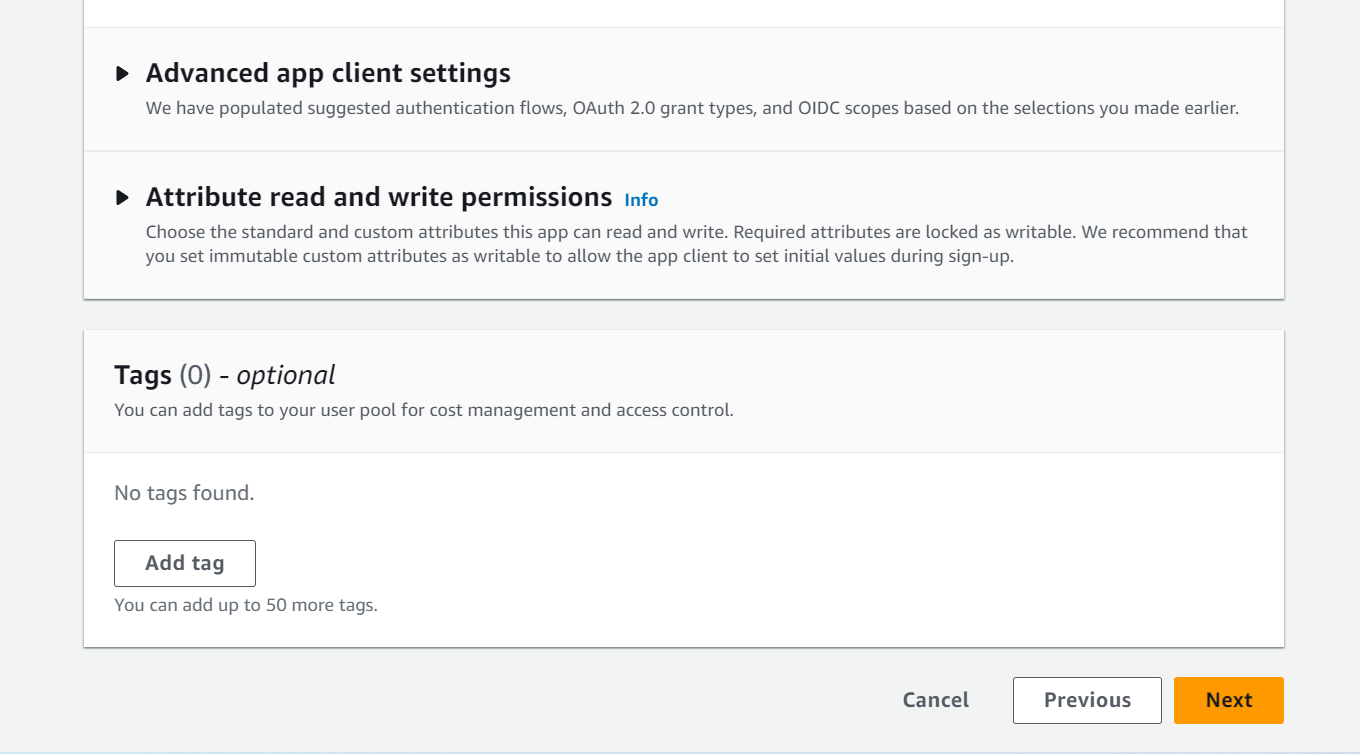 Advanced app client settings
We have populated suggested authentication flows, OAuth 2.0 grant types, and OIDC scopes based on the selections you made earlier.
Attribute read and write permissions Info
Choose the standard and custom attributes this app can read and write. Required attributes are locked as writable. We recommend that
you set immutable custom attributes as writable to allow the app client to set initial values during sign-up.
Tags (0) - optional
You can add tags to your user pool for cost management and access control.
No tags found.
Add tag
You can add up to 50 more tags.
Cancel Previous Next